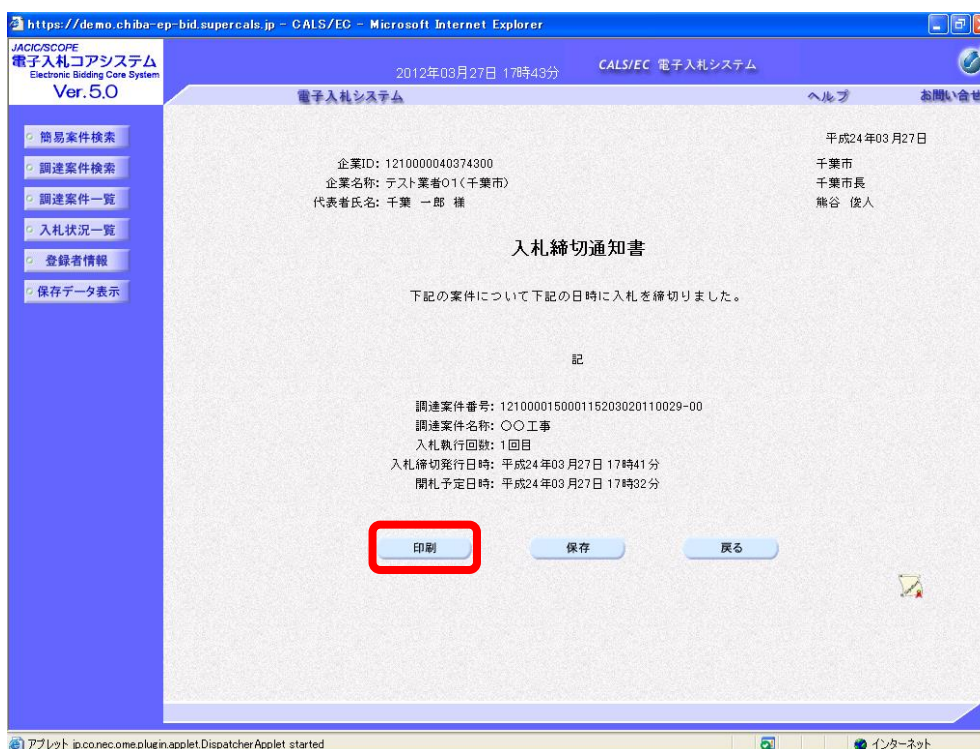 https://demo.chiba-ep-bid.supercals.jp - CALS/EC - Microsoft Internet Explorer
JACIC/SCOPE
電子入札コアシステム
Electronic Bidding Core System
Ver.5.0
2012年03月27日 17時43分
CALS/EC 電子入札システム
電子入札システム
ヘルプ
お問い合せ
簡易案件検索
調達案件検索
調達案件一覧
入札状況一覧
登録者情報
保存データ表示
平成24年03月27日
企業ID: 1210000040374300
千葉市
企業名称: テスト業者01(千葉市)
千葉市長
代表者氏名: 千葉 一郎 様
熊谷 俊人
入札締切通知書
下記の案件について下記の日時に入札を締切りました。
記
調達案件番号: 121000015000115203020110029-00
調達案件名称: 〇〇工事
入札執行回数: 1回目
入札締切発行日時: 平成24年03月27日 17時41分
開札予定日時: 平成24年03月27日 17時32分
印刷
保存
戻る
アプレット jp.co.nec.ome.plugin.applet.DispatcherApplet started
インターネット